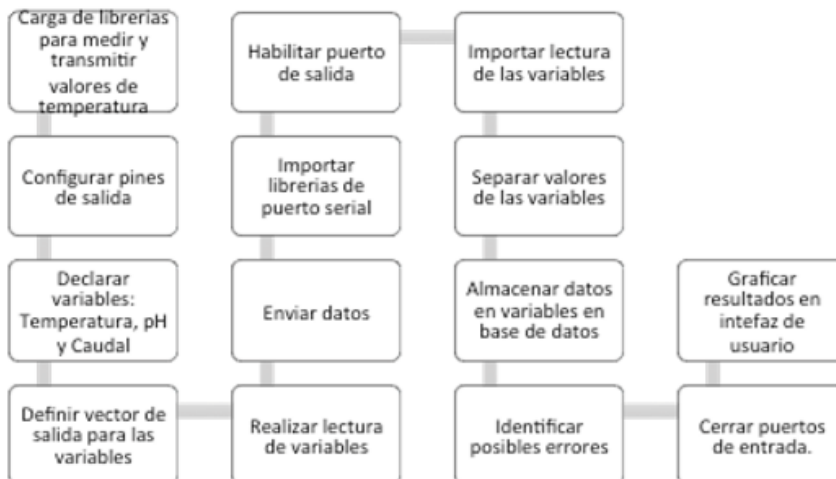 Carga de librerias
para medir y
transmitir
valores de
temperatura
Configurar pines
de salida
Declarar
variables:
Temperatura, pH
y Caudal
Definir vector de
salida para las
variables
Realizar lectura
de variables
Enviar datos
Importar
librerias de
puerto serial
Habilitar puerto
de salida
Importar lectura
de las variables
Separar valores
de las variables
Almacenar datos
en variables en
base de datos
Identificar
posibles errores
Cerrar puertos
de entrada.
Graficar
resultados en
intefaz de
usuario